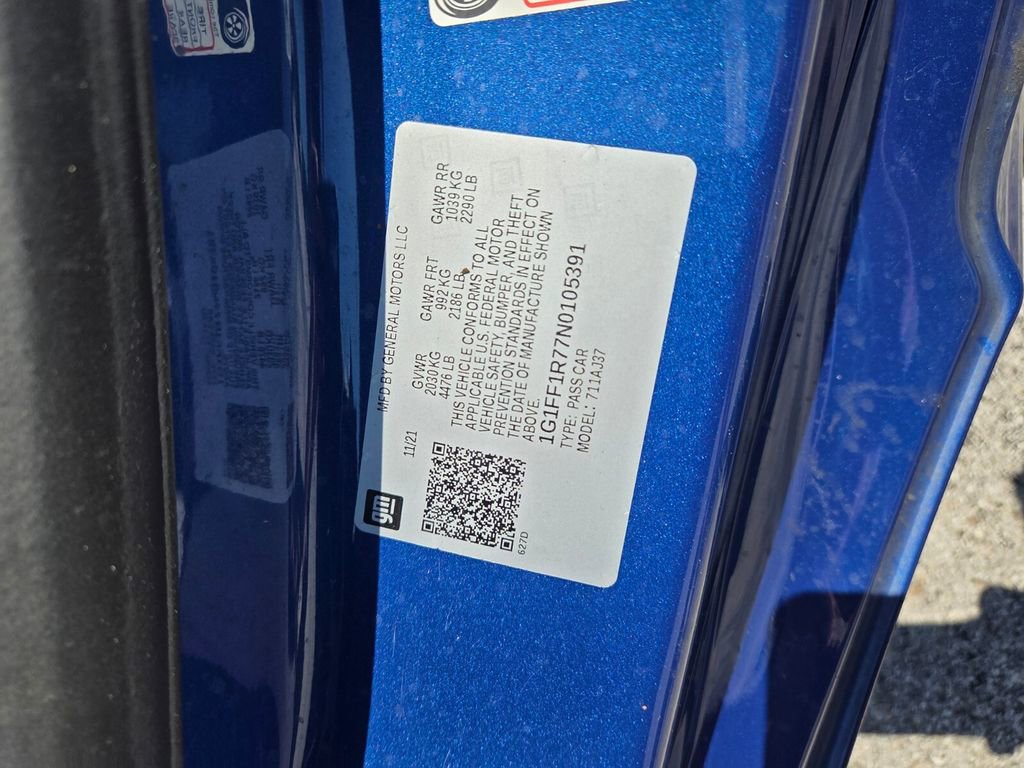 gm
11/21
MFD BY GENERAL MOTORS LLC
GVWR GAWR FRT GAWR RR
2030 KG 992 KG 1039 KG
4476 LB 2186 LB 2290 LB
THIS VEHICLE CONFORMS TO ALL
APPLICABLE U.S. FEDERAL MOTOR
VEHICLE SAFETY, BUMPER, AND THEFT
PREVENTION STANDARDS IN EFFECT ON
THE DATE OF MANUFACTURE SHOWN
ABOVE.
1G1FF1R77N0105391
TYPE: PASS CAR
MODEL: 711AJ37
627D